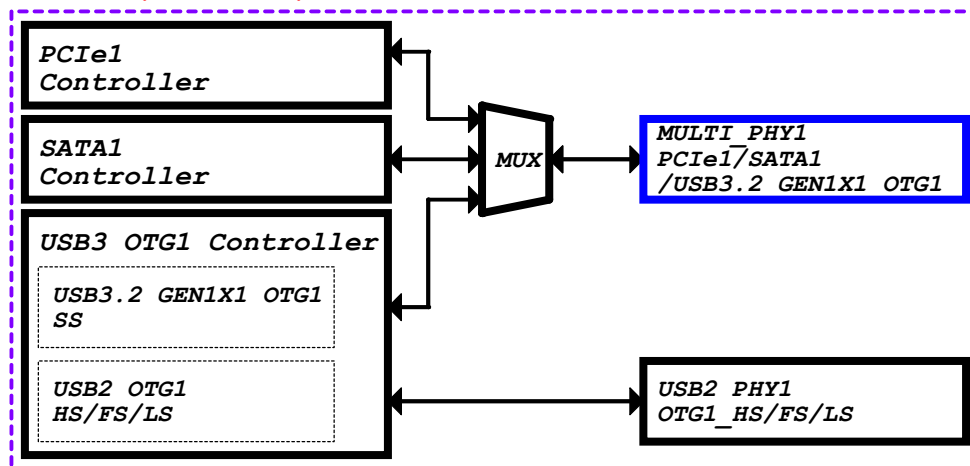 PCIe1
Controller
SATA1
Controller
USB3 OTG1 Controller
USB3.2 GEN1X1 OTG1
SS
USB2 OTG1
HS/FS/LS
MUX
MULTI_PHY1
PCIe1/SATA1
/USB3.2 GEN1X1 OTG1
USB2 PHY1
OTG1_HS/FS/LS